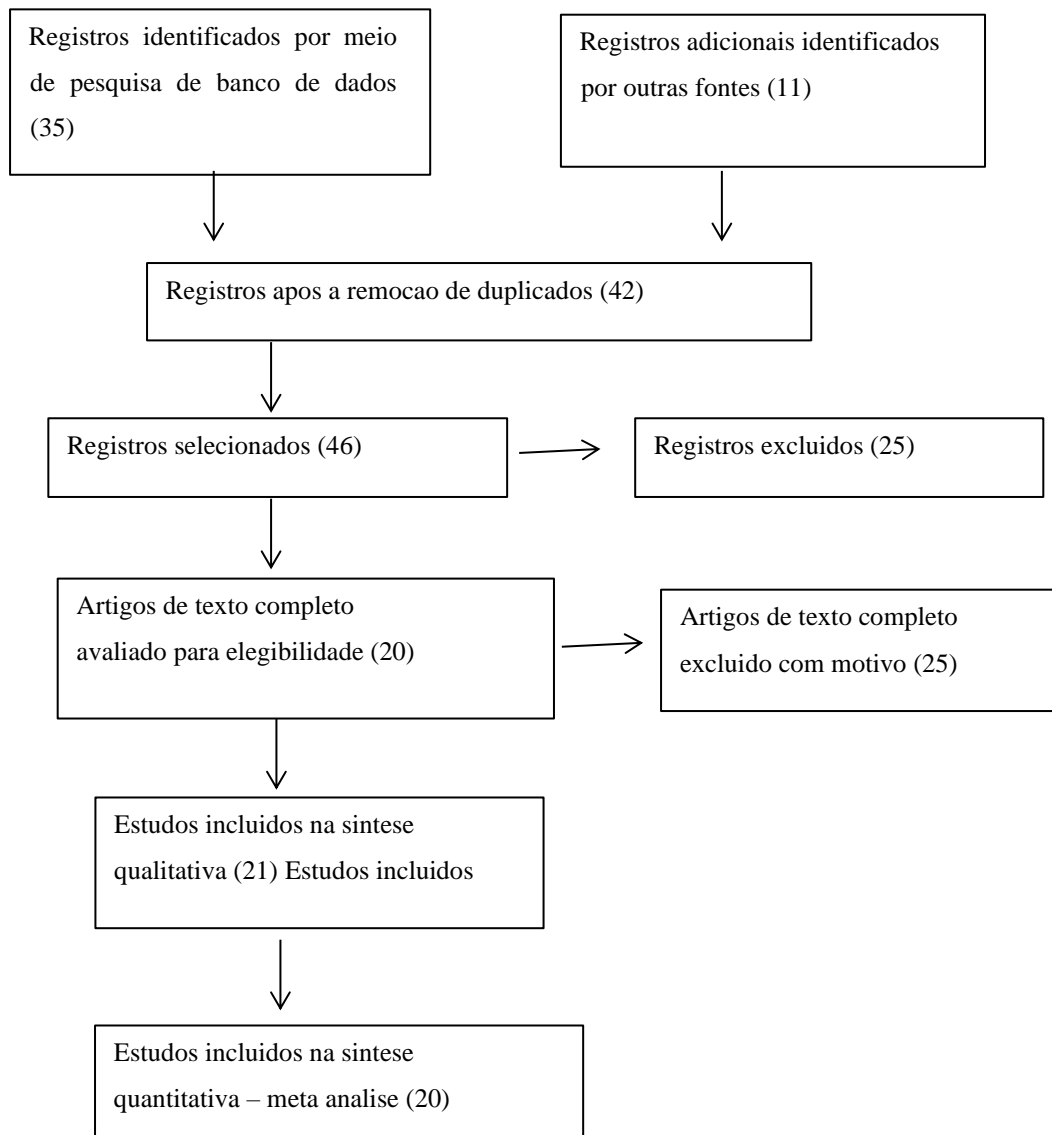 Registros identificados por meio
de pesquisa de banco de dados
(35)
Registros adicionais identificados
por outras fontes (11)
Registros apos a remocao de duplicados (42)
Registros selecionados (46)
Registros excluidos (25)
Artigos de texto completo
avaliado para elegibilidade (20)
Artigos de texto completo
excluido com motivo (25)
Estudos incluidos na sintese
qualitativa (21) Estudos incluidos
Estudos incluidos na sintese
quantitativa – meta analise (20)